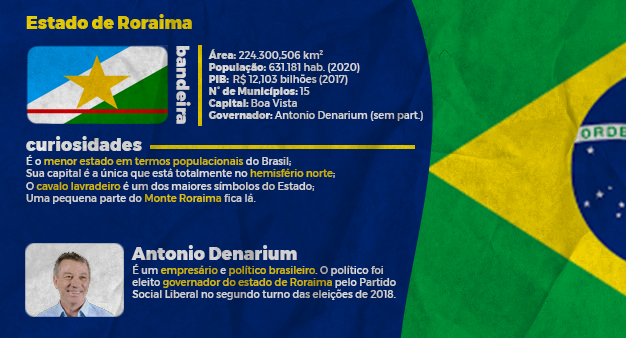 Estado de Roraima
bandeira
Área: 224.300,506 km²
População: 631.181 hab. (2020)
PIB: R$ 12,103 bilhões (2017)
N° de Municípios: 15
Capital: Boa Vista
Governador: Antonio Denarium (sem part.)
curiosidades
É o menor estado em termos populacionais do Brasil;
Sua capital é a única que está totalmente no hemisfério norte;
O cavalo lavradeiro é um dos maiores símbolos do Estado;
Uma pequena parte do Monte Roraima fica lá.
Antonio Denarium
É um empresário e político brasileiro. O político foi
eleito governador do estado de Roraima pelo Partido
Social Liberal no segundo turno das eleições de 2018.
ORDE